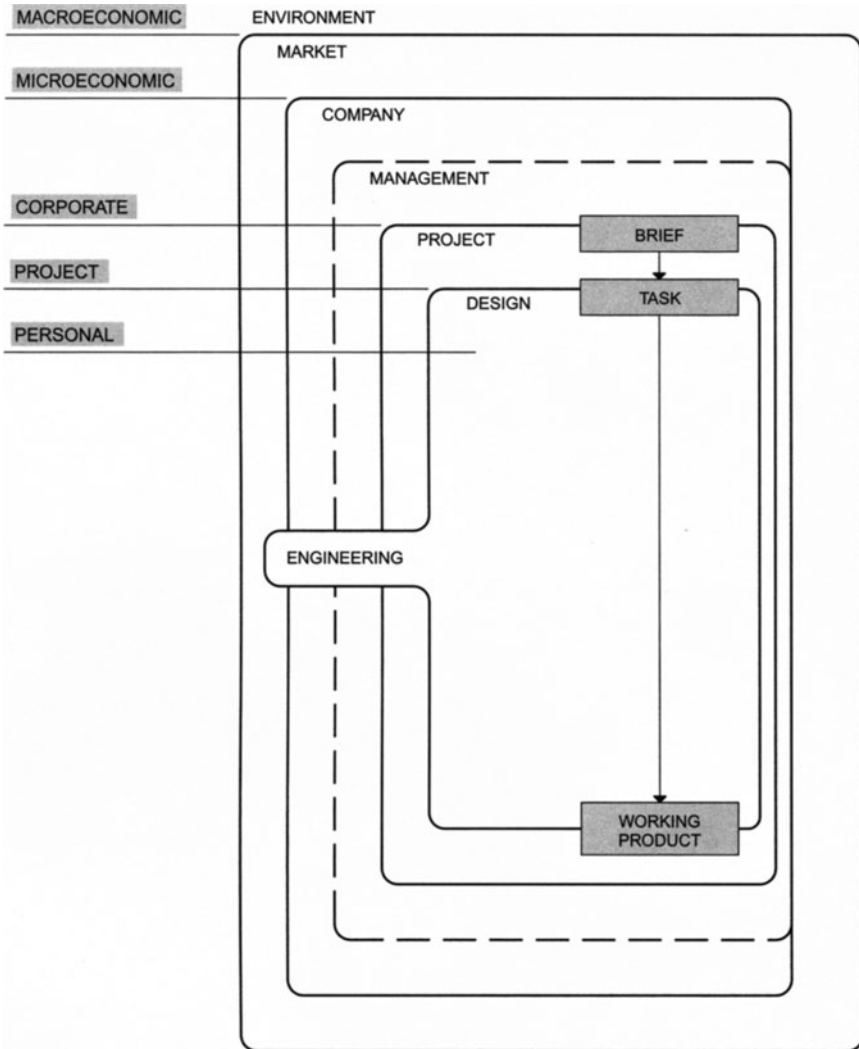 MACROECONOMIC
ENVIRONMENT
MARKET
MICROECONOMIC
COMPANY
MANAGEMENT
CORPORATE
PROJECT
BRIEF
PROJECT
DESIGN
TASK
PERSONAL
ENGINEERING
WORKING
PRODUCT